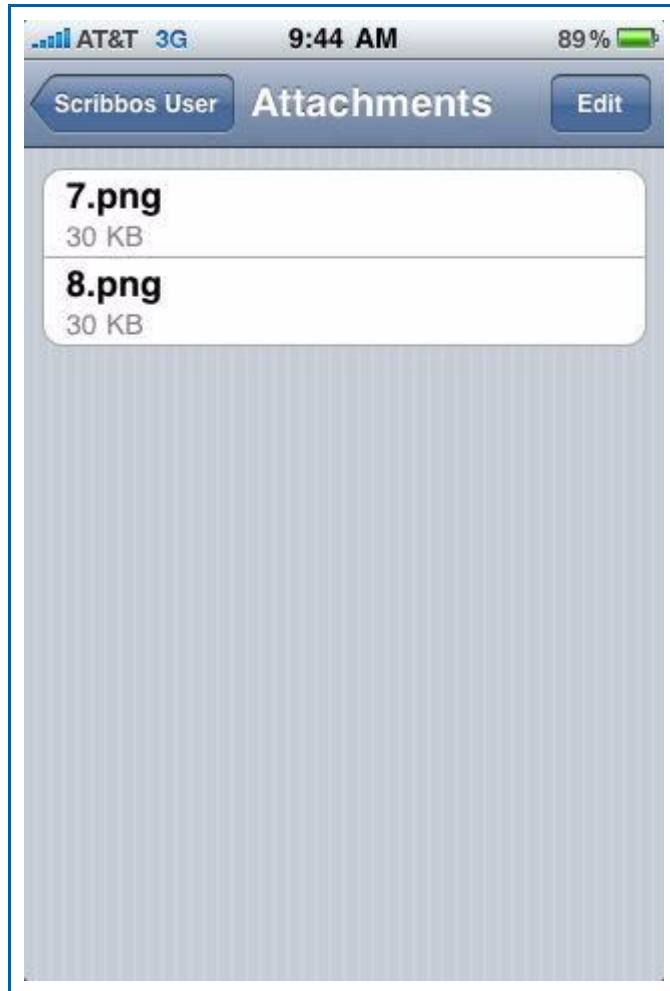 AT&T 3G 9:44 AM 89%
Scribbos User Attachments Edit
7.png
30 KB
8.png
30 KB